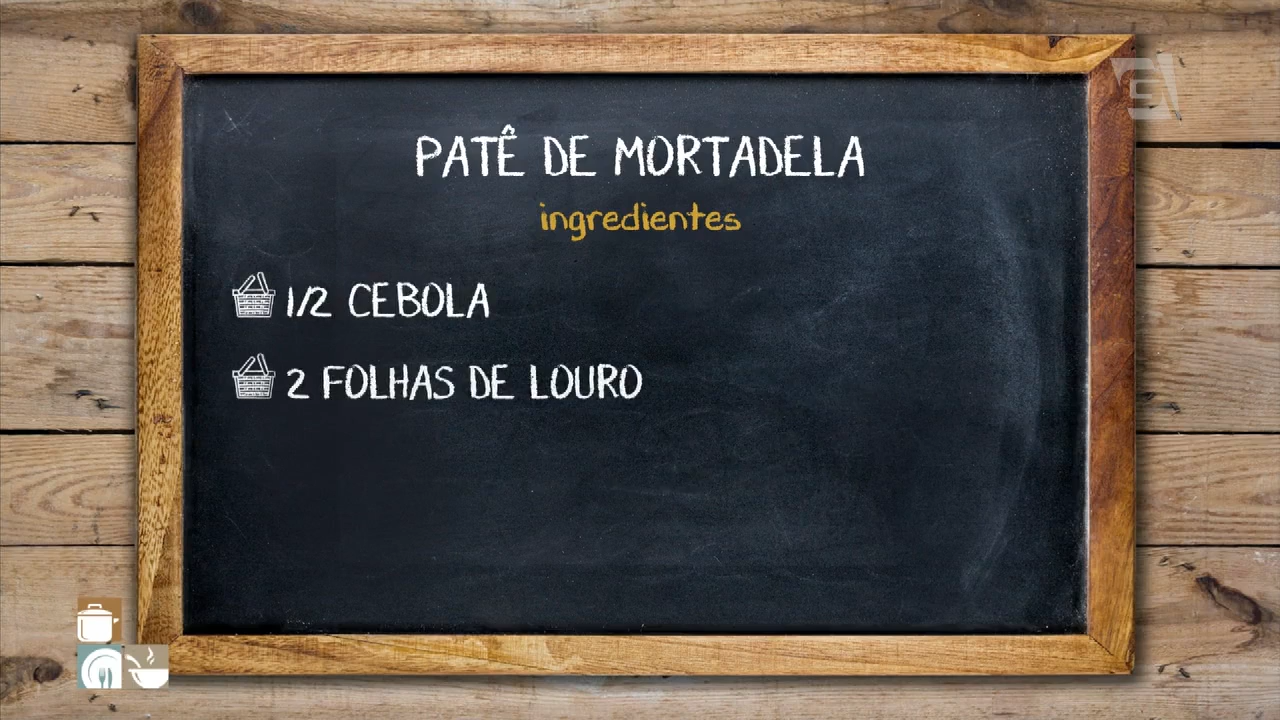 PATÊ DE MORTADELA
ingredientes
1/2 CEBOLA
2 FOLHAS DE LOURO